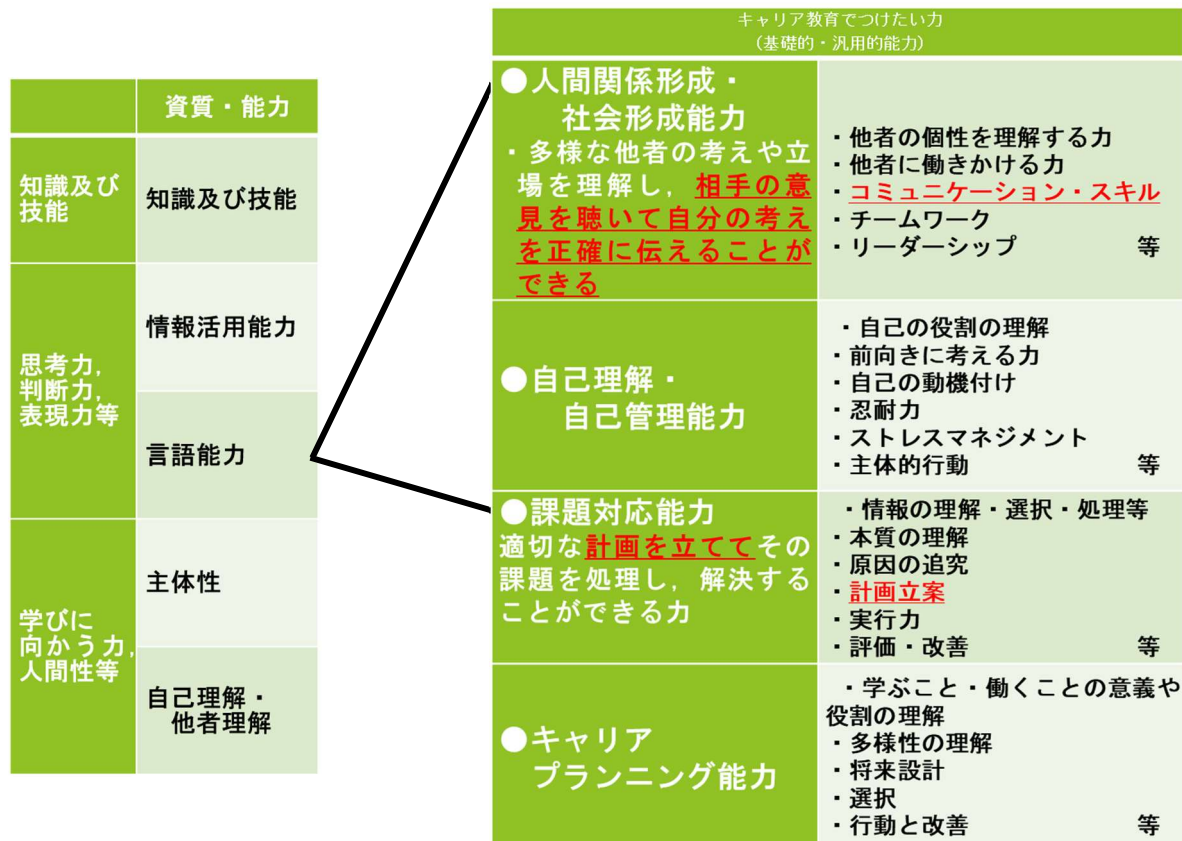 資質・能力
知識及び
技能
知識及び技能
思考力,
判断力,
表現力等
情報活用能力
言語能力
学びに
向かう力,
人間性等
主体性
自己理解・
他者理解
キャリア教育でつけたい力
(基礎的・汎用的能力)
●人間関係形成・
社会形成能力
・多様な他者の考えや立
場を理解し,相手の意
見を聴いて自分の考え
を正確に伝えることが
できる
・他者の個性を理解する力
・他者に働きかける力
・コミュニケーション・スキル
・チームワーク
・リーダーシップ 等
●自己理解・
自己管理能力
・自己の役割の理解
・前向きに考える力
・自己の動機付け
・忍耐力
・ストレスマネジメント
・主体的行動 等
●課題対応能力
適切な計画を立ててその
課題を処理し,解決する
ことができる力
・情報の理解・選択・処理等
・本質の理解
・原因の追究
・計画立案
・実行力
・評価・改善 等
●キャリア
プランニング能力
・学ぶこと・働くことの意義や
役割の理解
・多様性の理解
・将来設計
・選択
・行動と改善 等